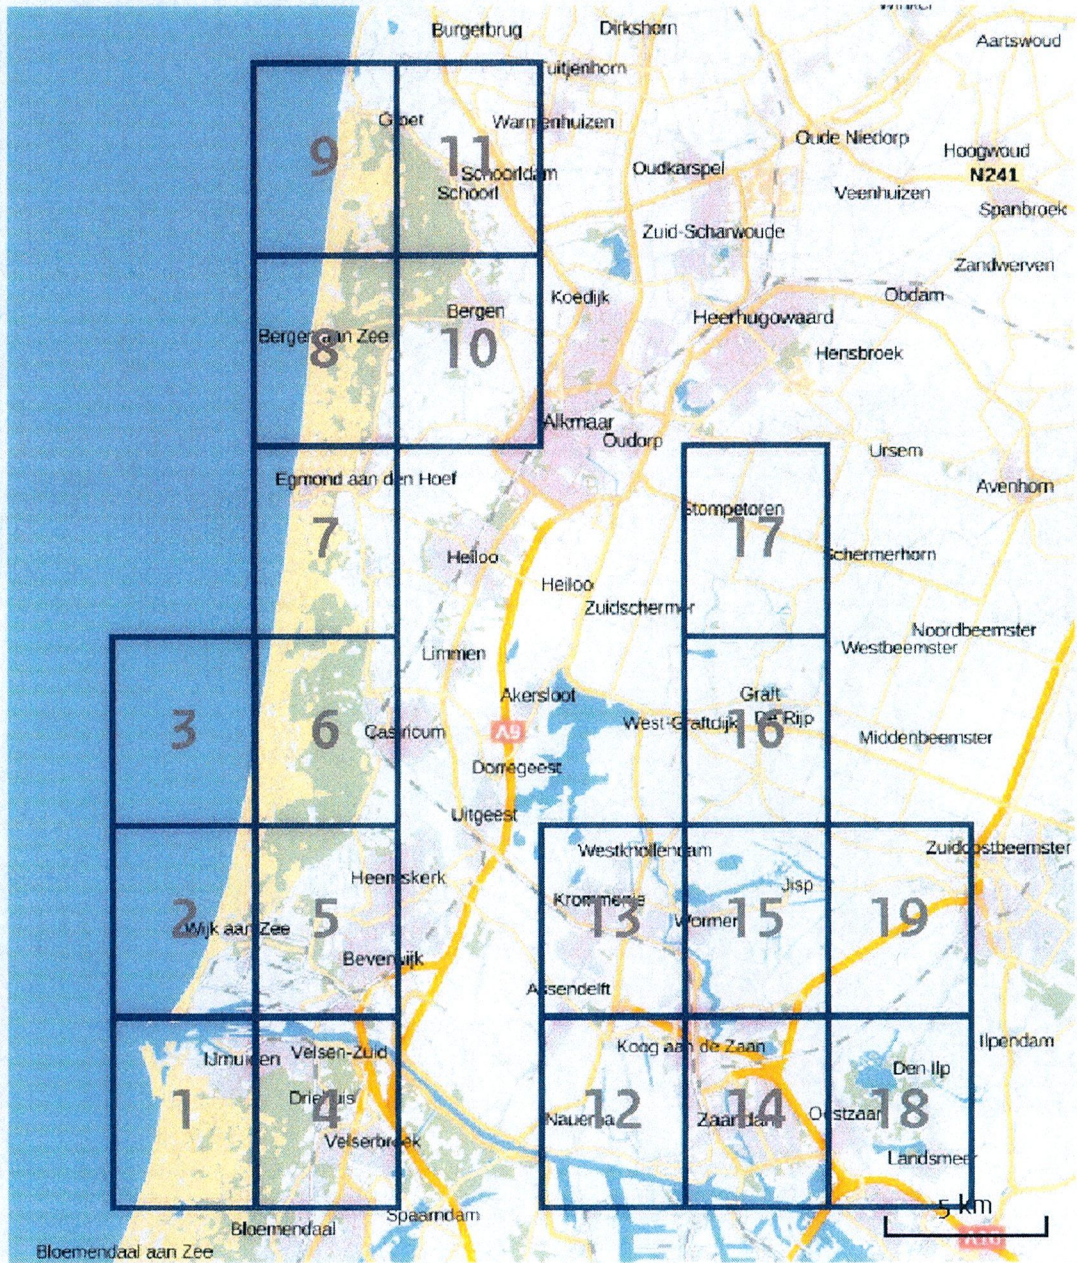 Winkel
Burgerbrug
Dirkshorn
Aartswoud
uitjenhorn
Groet
Warmenhuizen
Oude Niedorp
9
11
Hoogwoud
Schoorldam
Oudkarspel
N241
Schoorl
Veenhuizen
Spanbroek
Zuid-Scharwoude
Zandwerven
Koedijk
Obdam
Bergen
Heerhugowaard
Bergen aan Zee
8
10
Hensbroek
Alkmaar
Oudorp
Ursem
Egmond aan den Hoef
Avenhorn
Stompetoren
7
17
Heiloo
Schermerhorn
Heiloo
Zuidschermer
Noordbeemster
Limmen
Westbeemster
Akersloot
Graft
3
6
Castricum
A9
West-Graftdijk
De Rijp
16
Middenbeemster
Dorregeest
Uitgeest
Westknollendam
Zuidoostbeemster
Heemskerk
Jisp
Krommenie
2
Wijk aan Zee
5
13
Wormer
15
19
Beverwijk
Assendelft
IJmuiden
Velsen-Zuid
Koog aan de Zaan
Ilpendam
Den Ilp
Driehuis
1
4
Nauerna
12
Zaandam
14
Oostzaan
18
Velserbroek
Landsmeer
Spaarndam
5 km
Bloemendaal
A10
Bloemendaal aan Zee